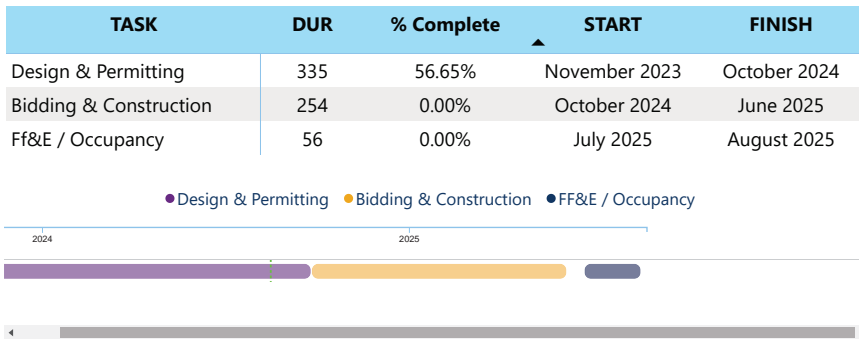 TASK DUR % Complete START FINISH
Design & Permitting 335 56.65% November 2023 October 2024
Bidding & Construction 254 0.00% October 2024 June 2025
Ff&E / Occupancy 56 0.00% July 2025 August 2025
Design & Permitting Bidding & Construction FF&E / Occupancy
2024 2025